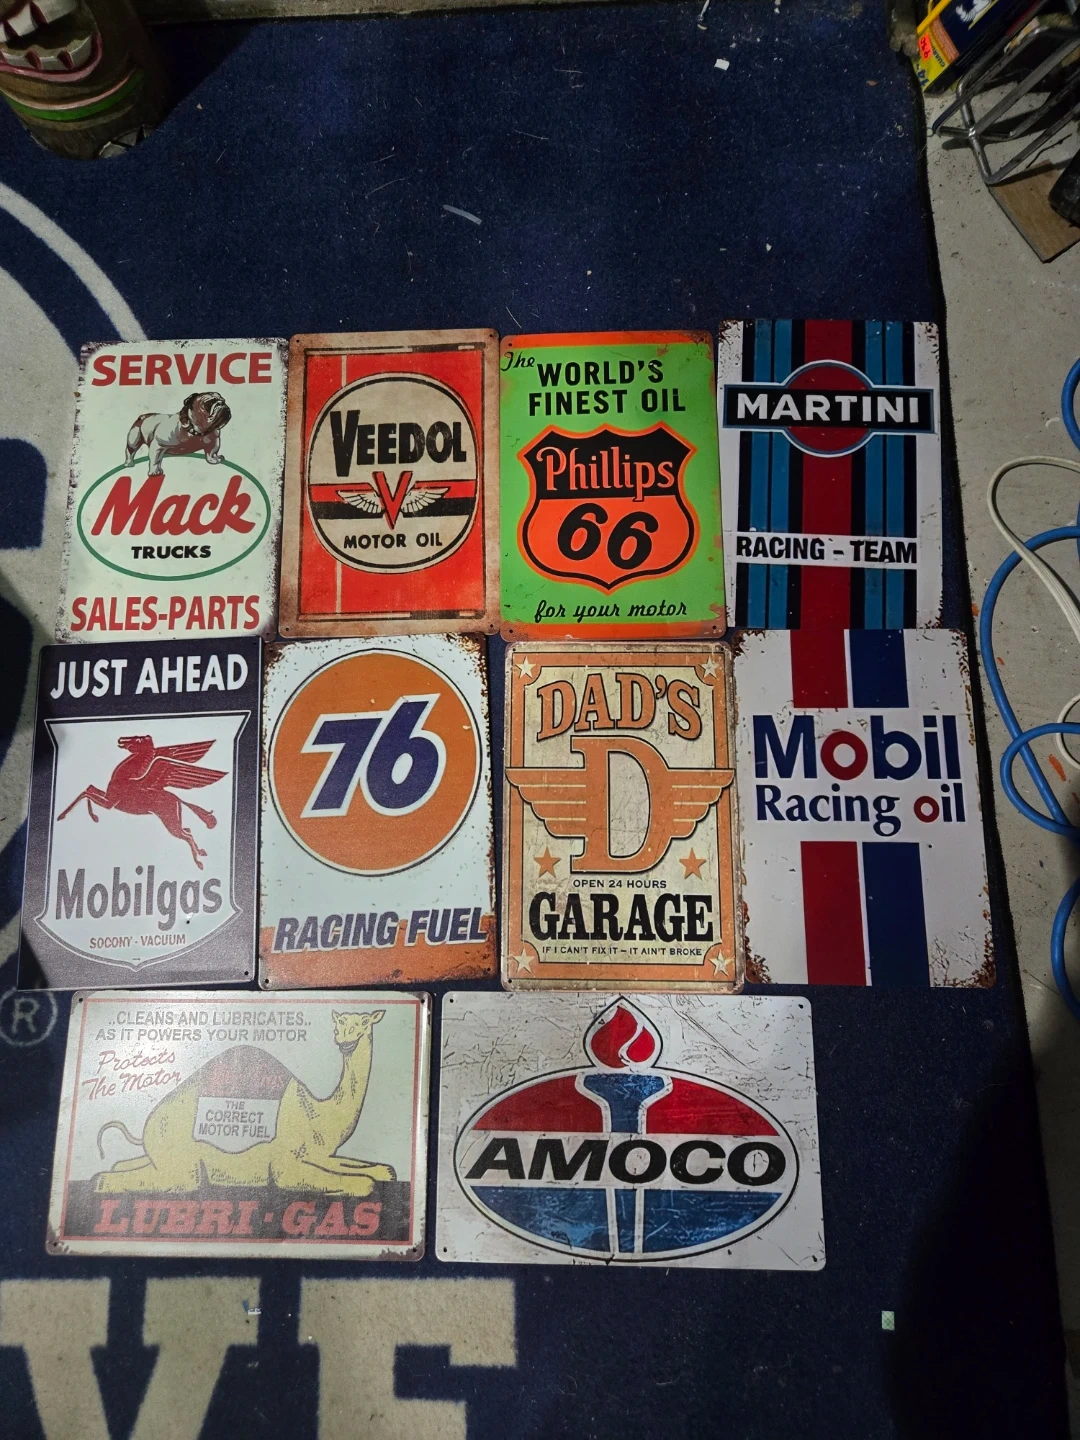 SERVICE
Mack
TRUCKS
SALES-PARTS
VEEDOL
V
MOTOR OIL
The
WORLD'S
FINEST OIL
Phillips
66
for your motor
MARTINI
RACING - TEAM
JUST AHEAD
Mobilgas
SOCONY - VACUUM
76
RACING FUEL
DAD'S
D
OPEN 24 HOURS
GARAGE
IF I CAN'T FIX IT – IT AIN'T BROKE
Mobil
Racing oil
..CLEANS AND LUBRICATES..
AS IT POWERS YOUR MOTOR
Protects
The Motor
THE
CORRECT
MOTOR FUEL
LUBRI-GAS
AMOCO
®
VE